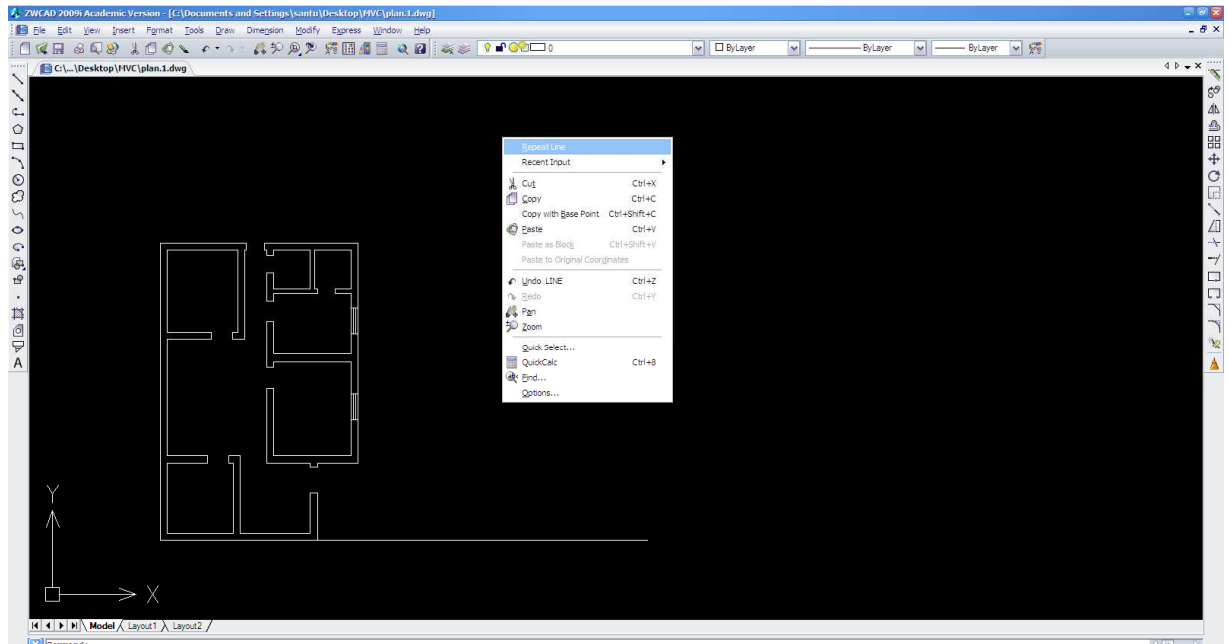 ZWCAD 2009i Academic Version - [C:\Documents and Settings\santu\Desktop\MVC\plan.1.dwg]
File Edit View Insert Format Tools Draw Dimension Modify Express Window Help
0 ByLayer ByLayer ByLayer
C:\...\Desktop\MVC\plan.1.dwg
Repeat Line
Recent Input
Cut Ctrl+X
Copy Ctrl+C
Copy with Base Point Ctrl+Shift+C
Paste Ctrl+V
Paste as Block Ctrl+Shift+V
Paste to Original Coordinates
Undo LINE Ctrl+Z
Redo Ctrl+Y
Pan
Zoom
Quick Select...
QuickCalc Ctrl+8
Find...
Options...
A
Y
X
Model Layout1 Layout2